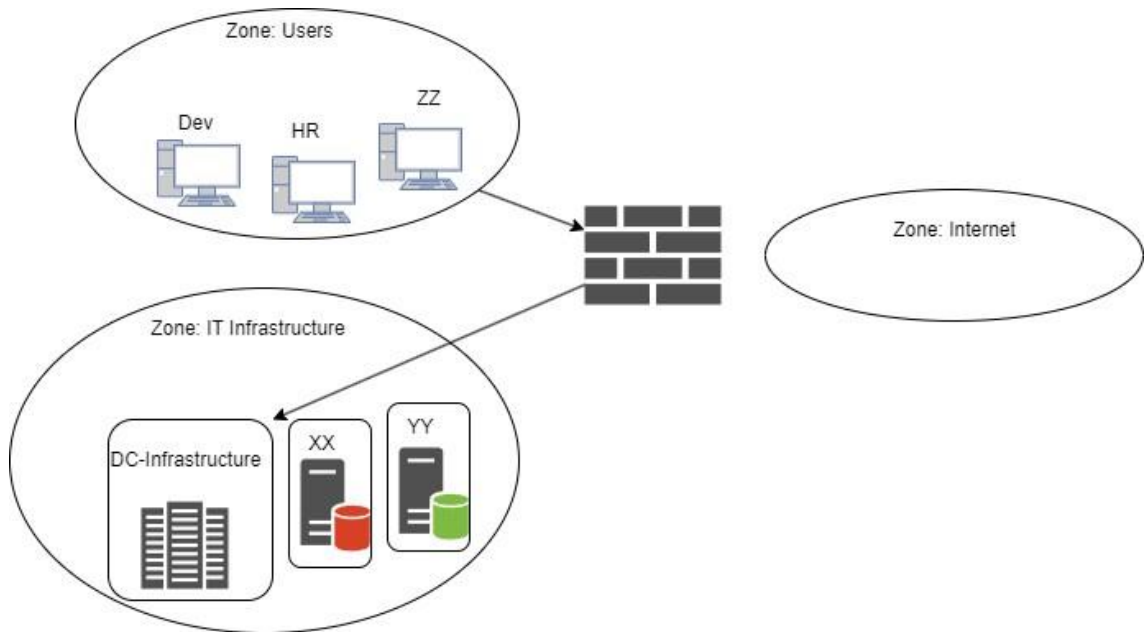 Zone: Users
ZZ
Dev
HR
Zone: Internet
Zone: IT Infrastructure
YY
XX
DC-Infrastructure